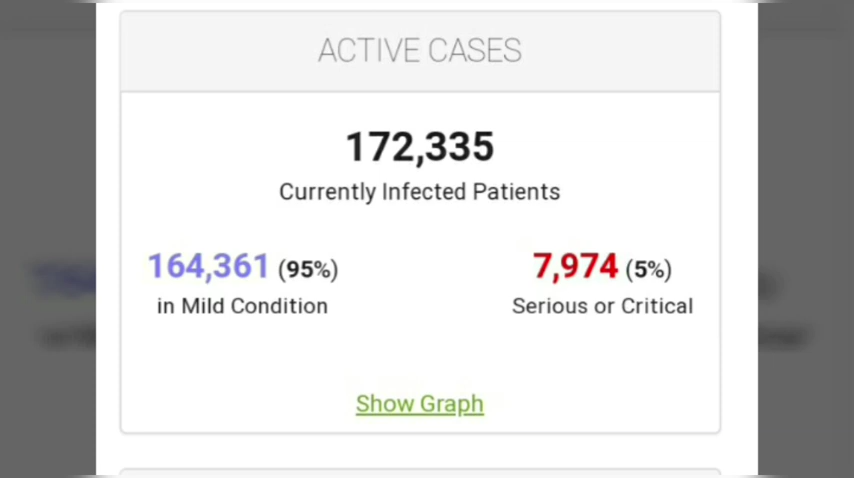 ACTIVE CASES
172,335
Currently Infected Patients
164,361 (95%)
in Mild Condition
7,974 (5%)
Serious or Critical
Show Graph